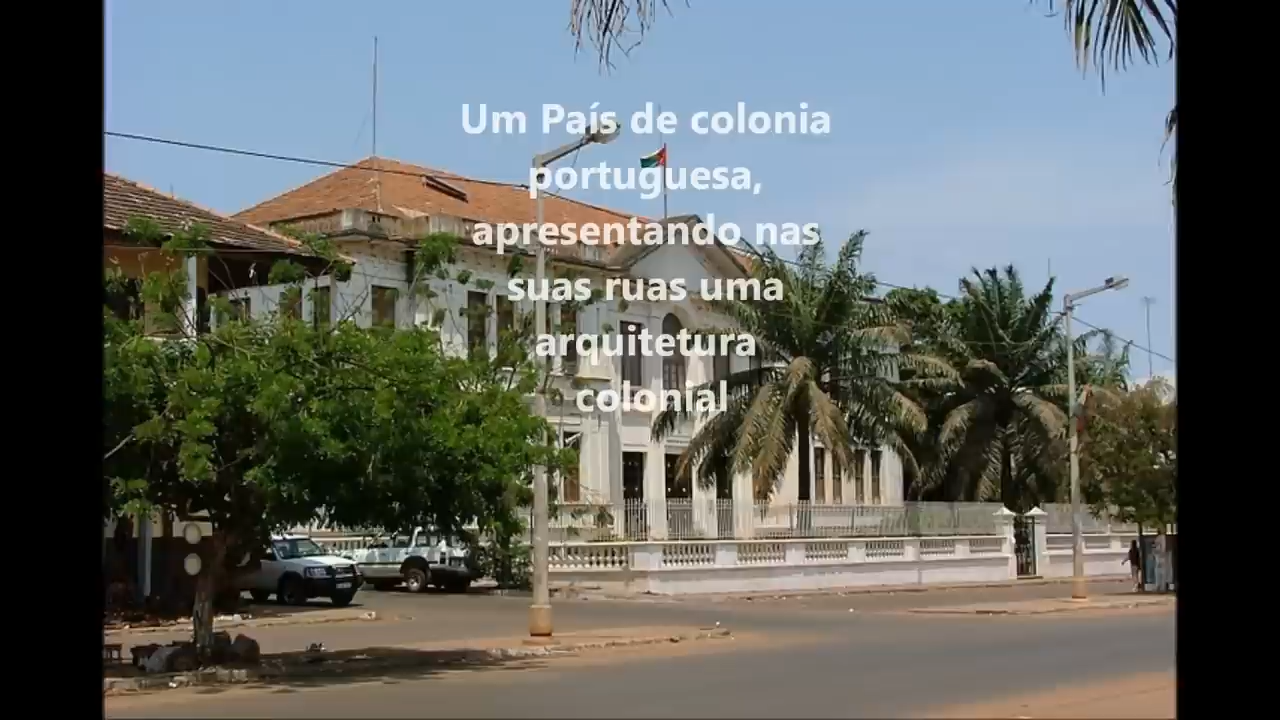 Um País de colonia
portuguesa,
apresentando nas
suas ruas uma
arquitetura
colonial